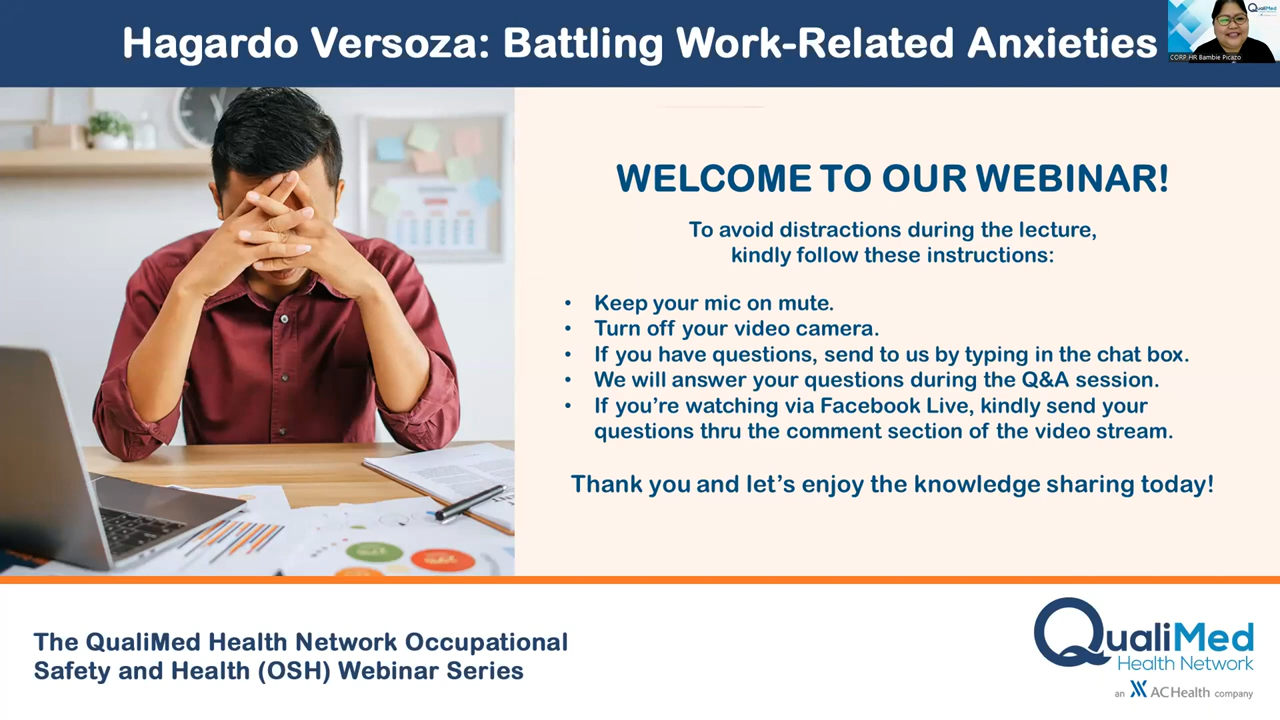 Hagardo Versoza: Battling Work-Related Anxieties
QualiMed
CORP HR Bambie Picazo
WELCOME TO OUR WEBINAR!
To avoid distractions during the lecture,
kindly follow these instructions:
• Keep your mic on mute.
• Turn off your video camera.
• If you have questions, send to us by typing in the chat box.
• We will answer your questions during the Q&A session.
• If you’re watching via Facebook Live, kindly send your
questions thru the comment section of the video stream.
Thank you and let’s enjoy the knowledge sharing today!
The QualiMed Health Network Occupational
Safety and Health (OSH) Webinar Series
QualiMed
Health Network
an ACHealth company